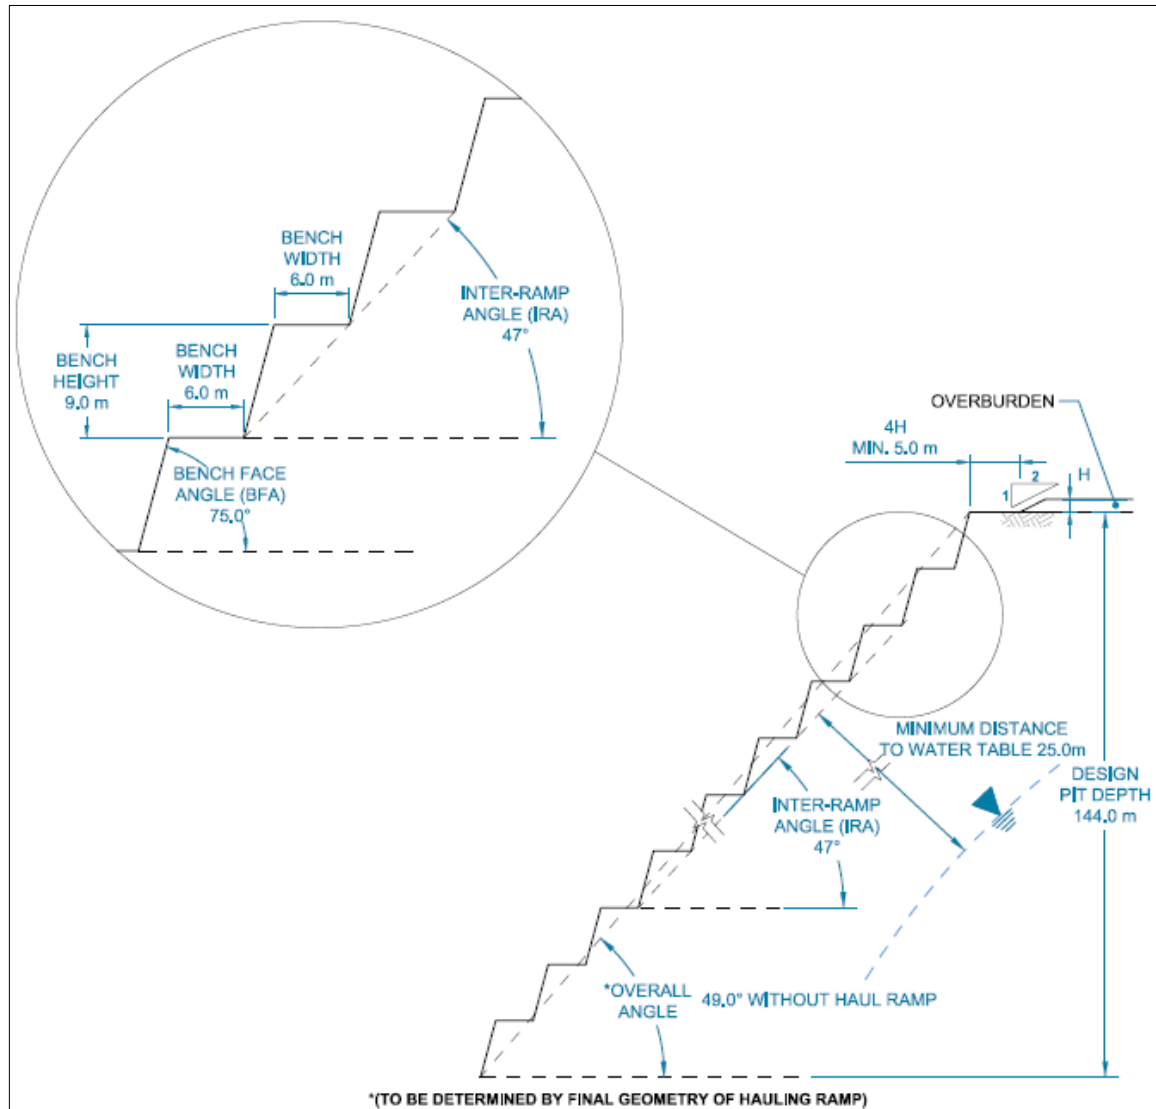 BENCH
WIDTH
6.0 m
INTER-RAMP
ANGLE (IRA)
47°
BENCH
HEIGHT
9.0 m
BENCH
WIDTH
6.0 m
BENCH FACE
ANGLE (BFA)
75.0°
OVERBURDEN
4H
MIN. 5.0 m
2
1
H
MINIMUM DISTANCE
TO WATER TABLE 25.0m
DESIGN
PIT DEPTH
144.0 m
INTER-RAMP
ANGLE (IRA)
47°
*OVERALL
ANGLE
49.0° WITHOUT HAUL RAMP
*(TO BE DETERMINED BY FINAL GEOMETRY OF HAULING RAMP)